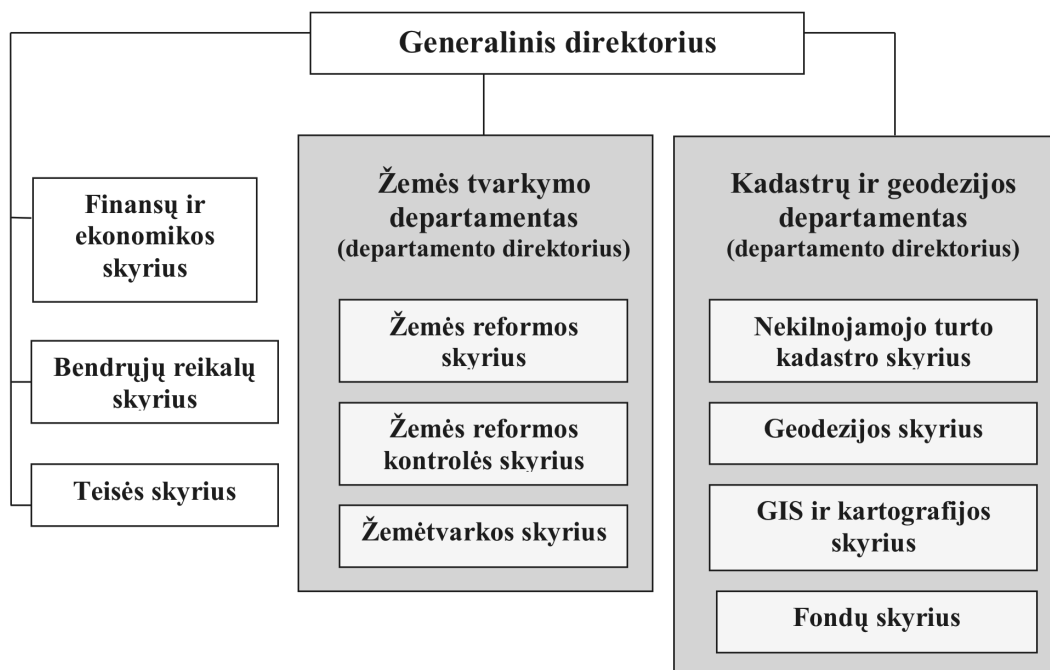 Generalinis direktorius
Finansų ir
ekonomikos
skyrius
Bendrųjų reikalų
skyrius
Teisės skyrius
Žemės tvarkymo
departamentas
(departamento direktorius)
Žemės reformos
skyrius
Žemės reformos
kontrolės skyrius
Žemėtvarkos skyrius
Kadastrų ir geodezijos
departamentas
(departamento direktorius)
Nekilnojamojo turto
kadastro skyrius
Geodezijos skyrius
GIS ir kartografijos
skyrius
Fondų skyrius